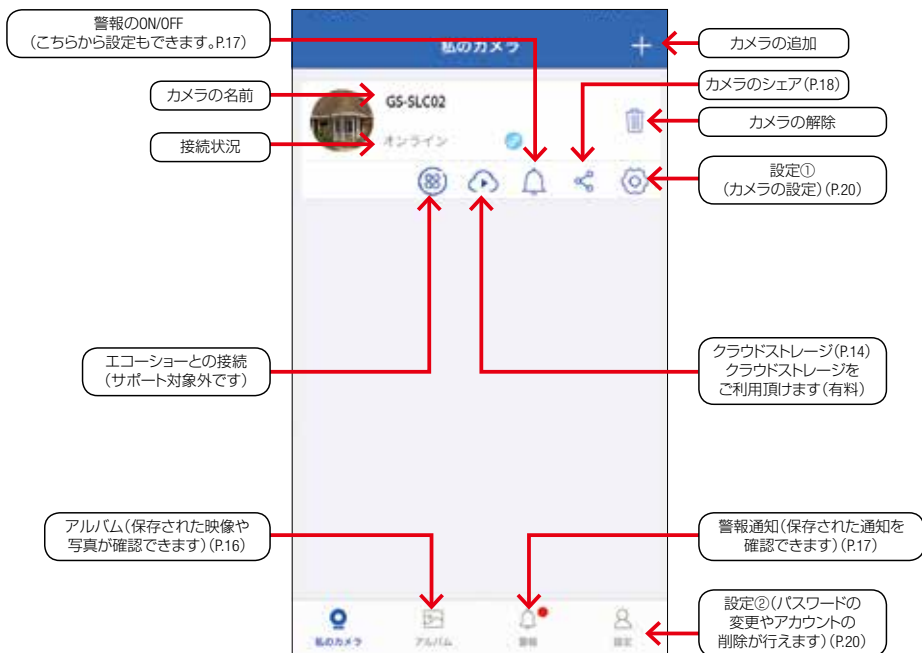 警報のON/OFF
(こちらから設定もできます。P.17)
私のカメラ
カメラの追加
カメラの名前
GS-SLC02
カメラのシェア(P.18)
カメラの解除
接続状況
オンライン
設定①
(カメラの設定)(P.20)
エコーショーとの接続
(サポート対象外です)
クラウドストレージ(P.14)
クラウドストレージを
ご利用頂けます(有料)
アルバム(保存された映像や
写真が確認できます)(P.16)
警報通知(保存された通知を
確認できます)(P.17)
設定②(パスワードの
変更やアカウントの
削除が行えます)(P.20)
私のカメラ
アルバム
警報
設定